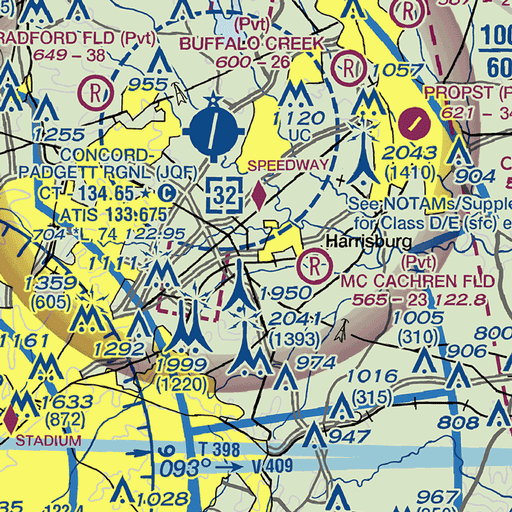 RADFORD FLD (Pvt)
649 - 38
(Pvt)
BUFFALO CREEK
600 - 26
R
R
R
955
1057
100
60
PROPST (P
621 - 34
1120
UC
1255
2043
(1410)
904
CONCORD-
PADGETT RGNL (JQF)
CT - 134.65 ★ C
ATIS 133.675
704 *L 74 122.95
[32]
SPEEDWAY
See NOTAMs/Supple
for Class D/E (sfc) e
Harrisburg
R
(Pvt)
MC CACHREN FLD
565 - 23 122.8
1111
1359
(605)
1950
2041
(1393)
1005
(310)
800
1292
1999
(1220)
974
906
1161
1016
(315)
1633
(872)
STADIUM
947
808
6
T 398
093° → V 409
1028
967